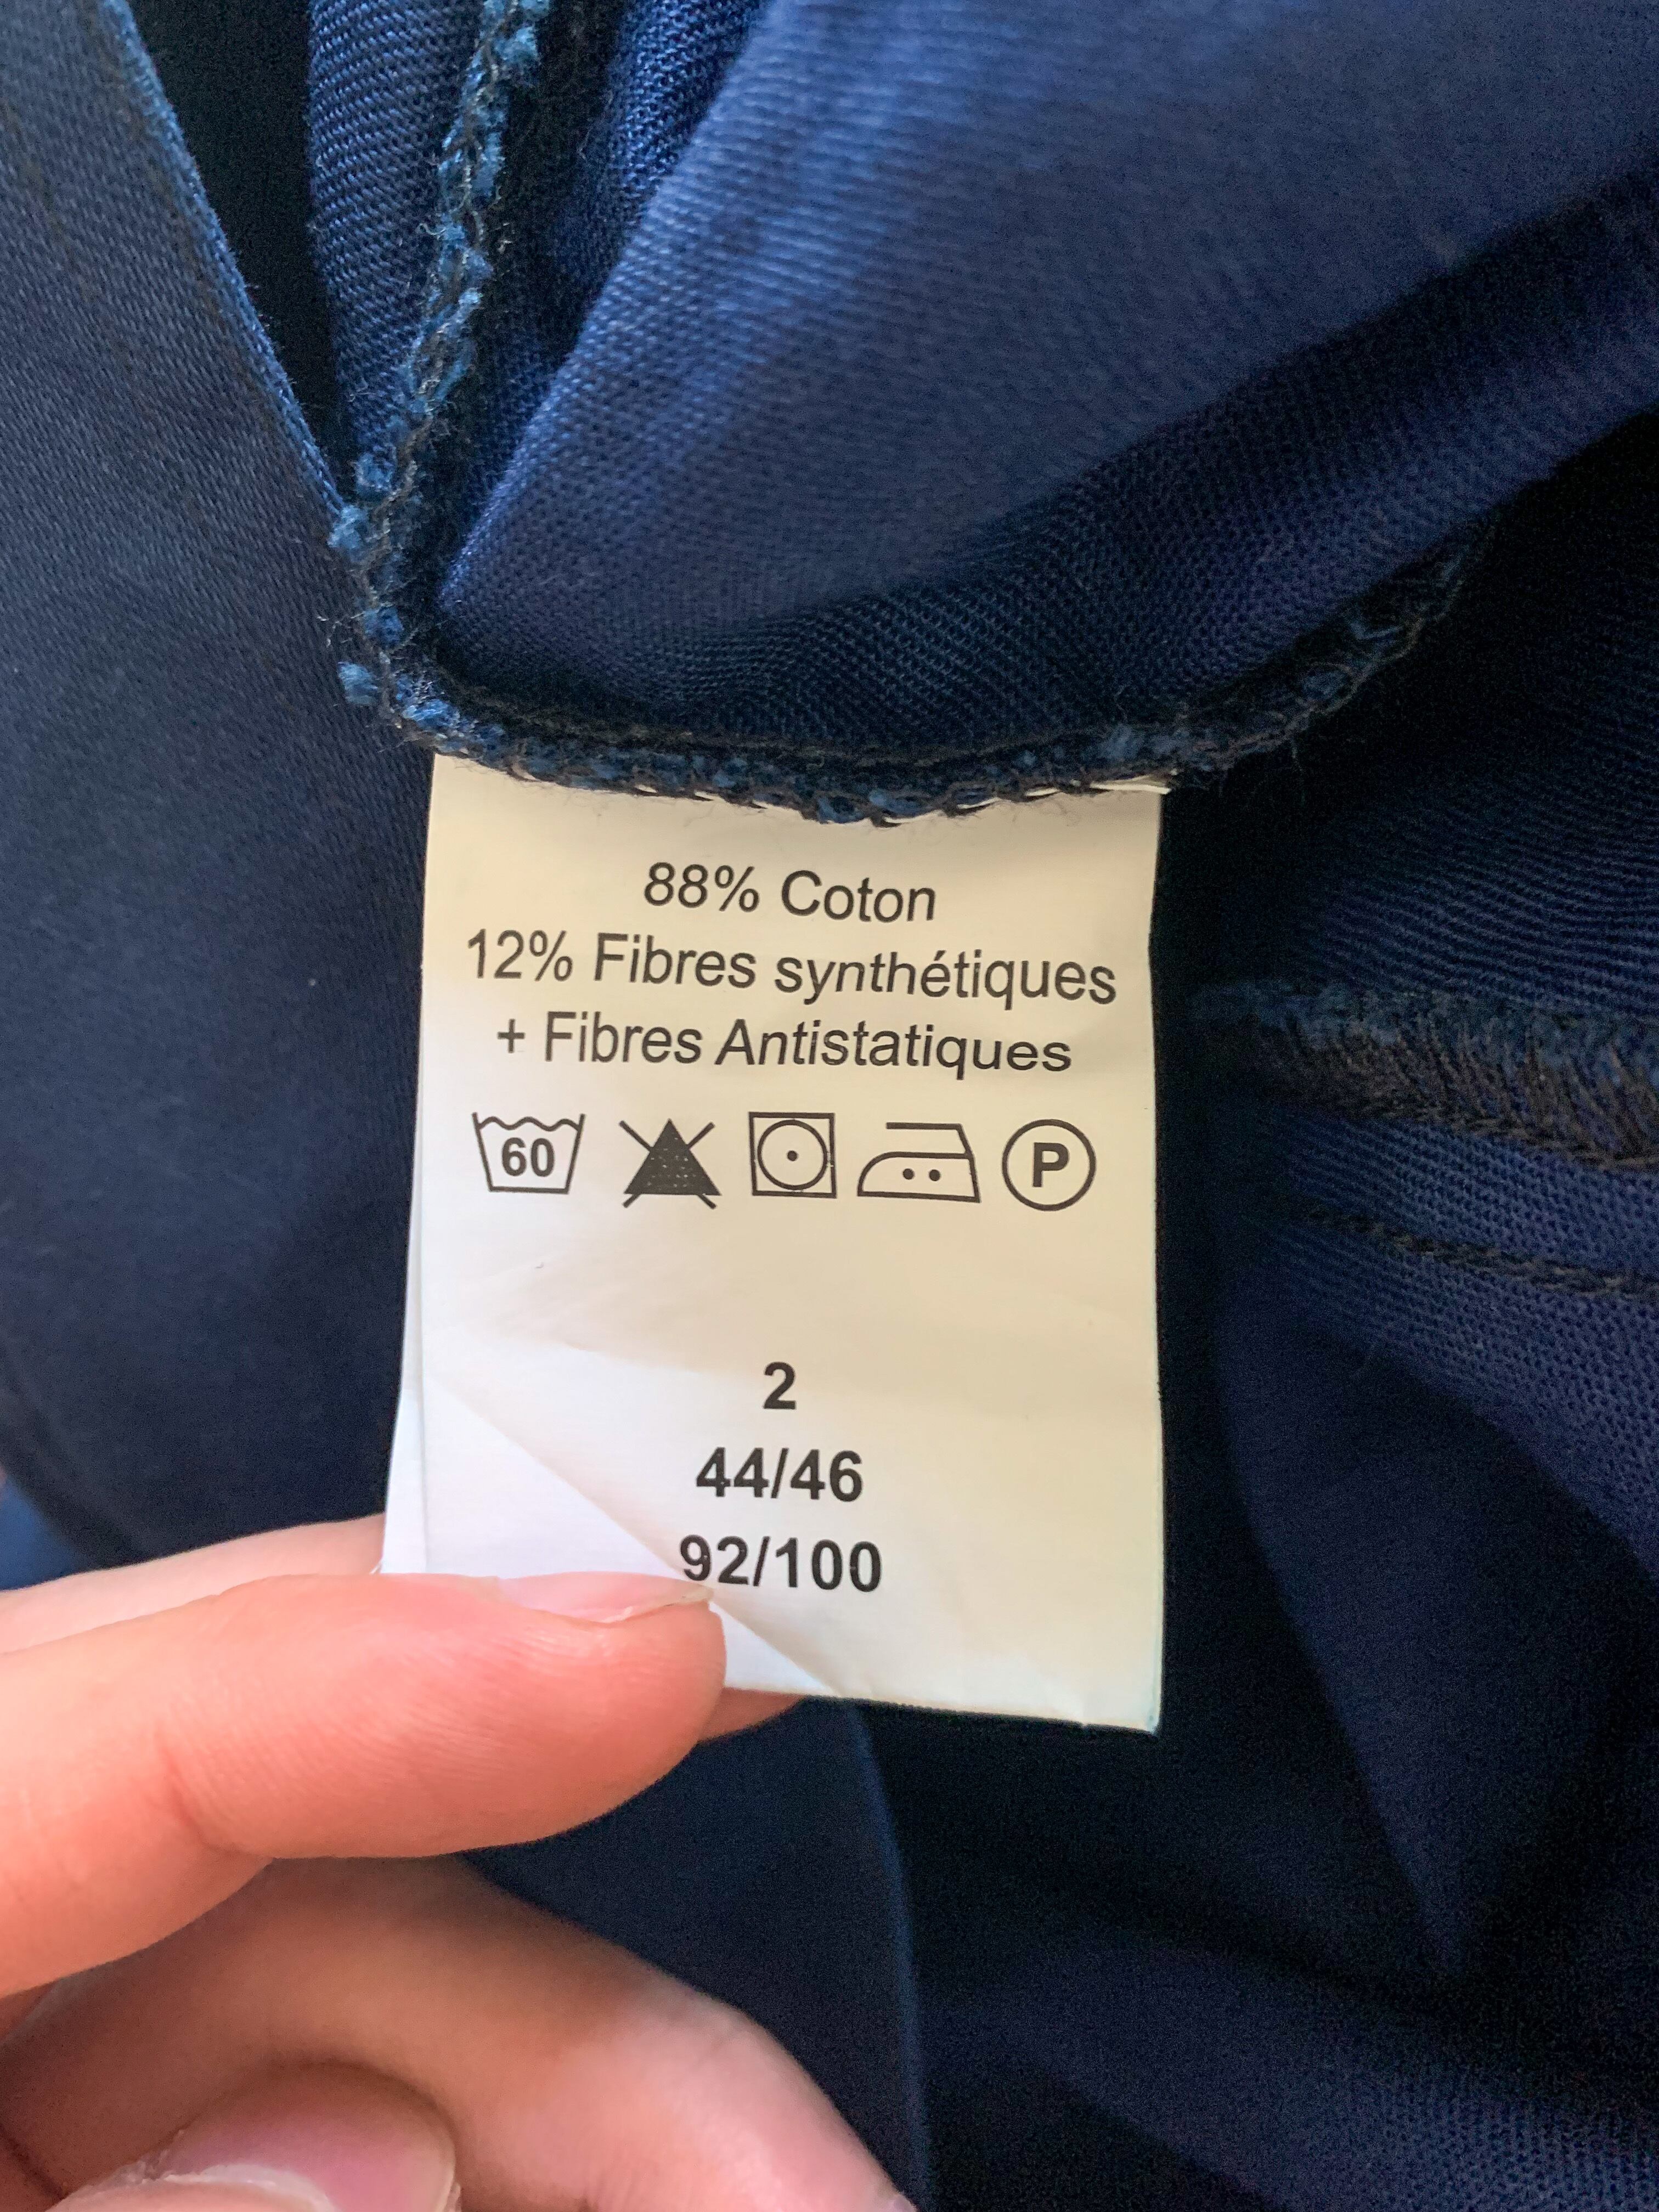 88% Coton
12% Fibres synthétiques
+ Fibres Antistatiques
60 P
2
44/46
92/100